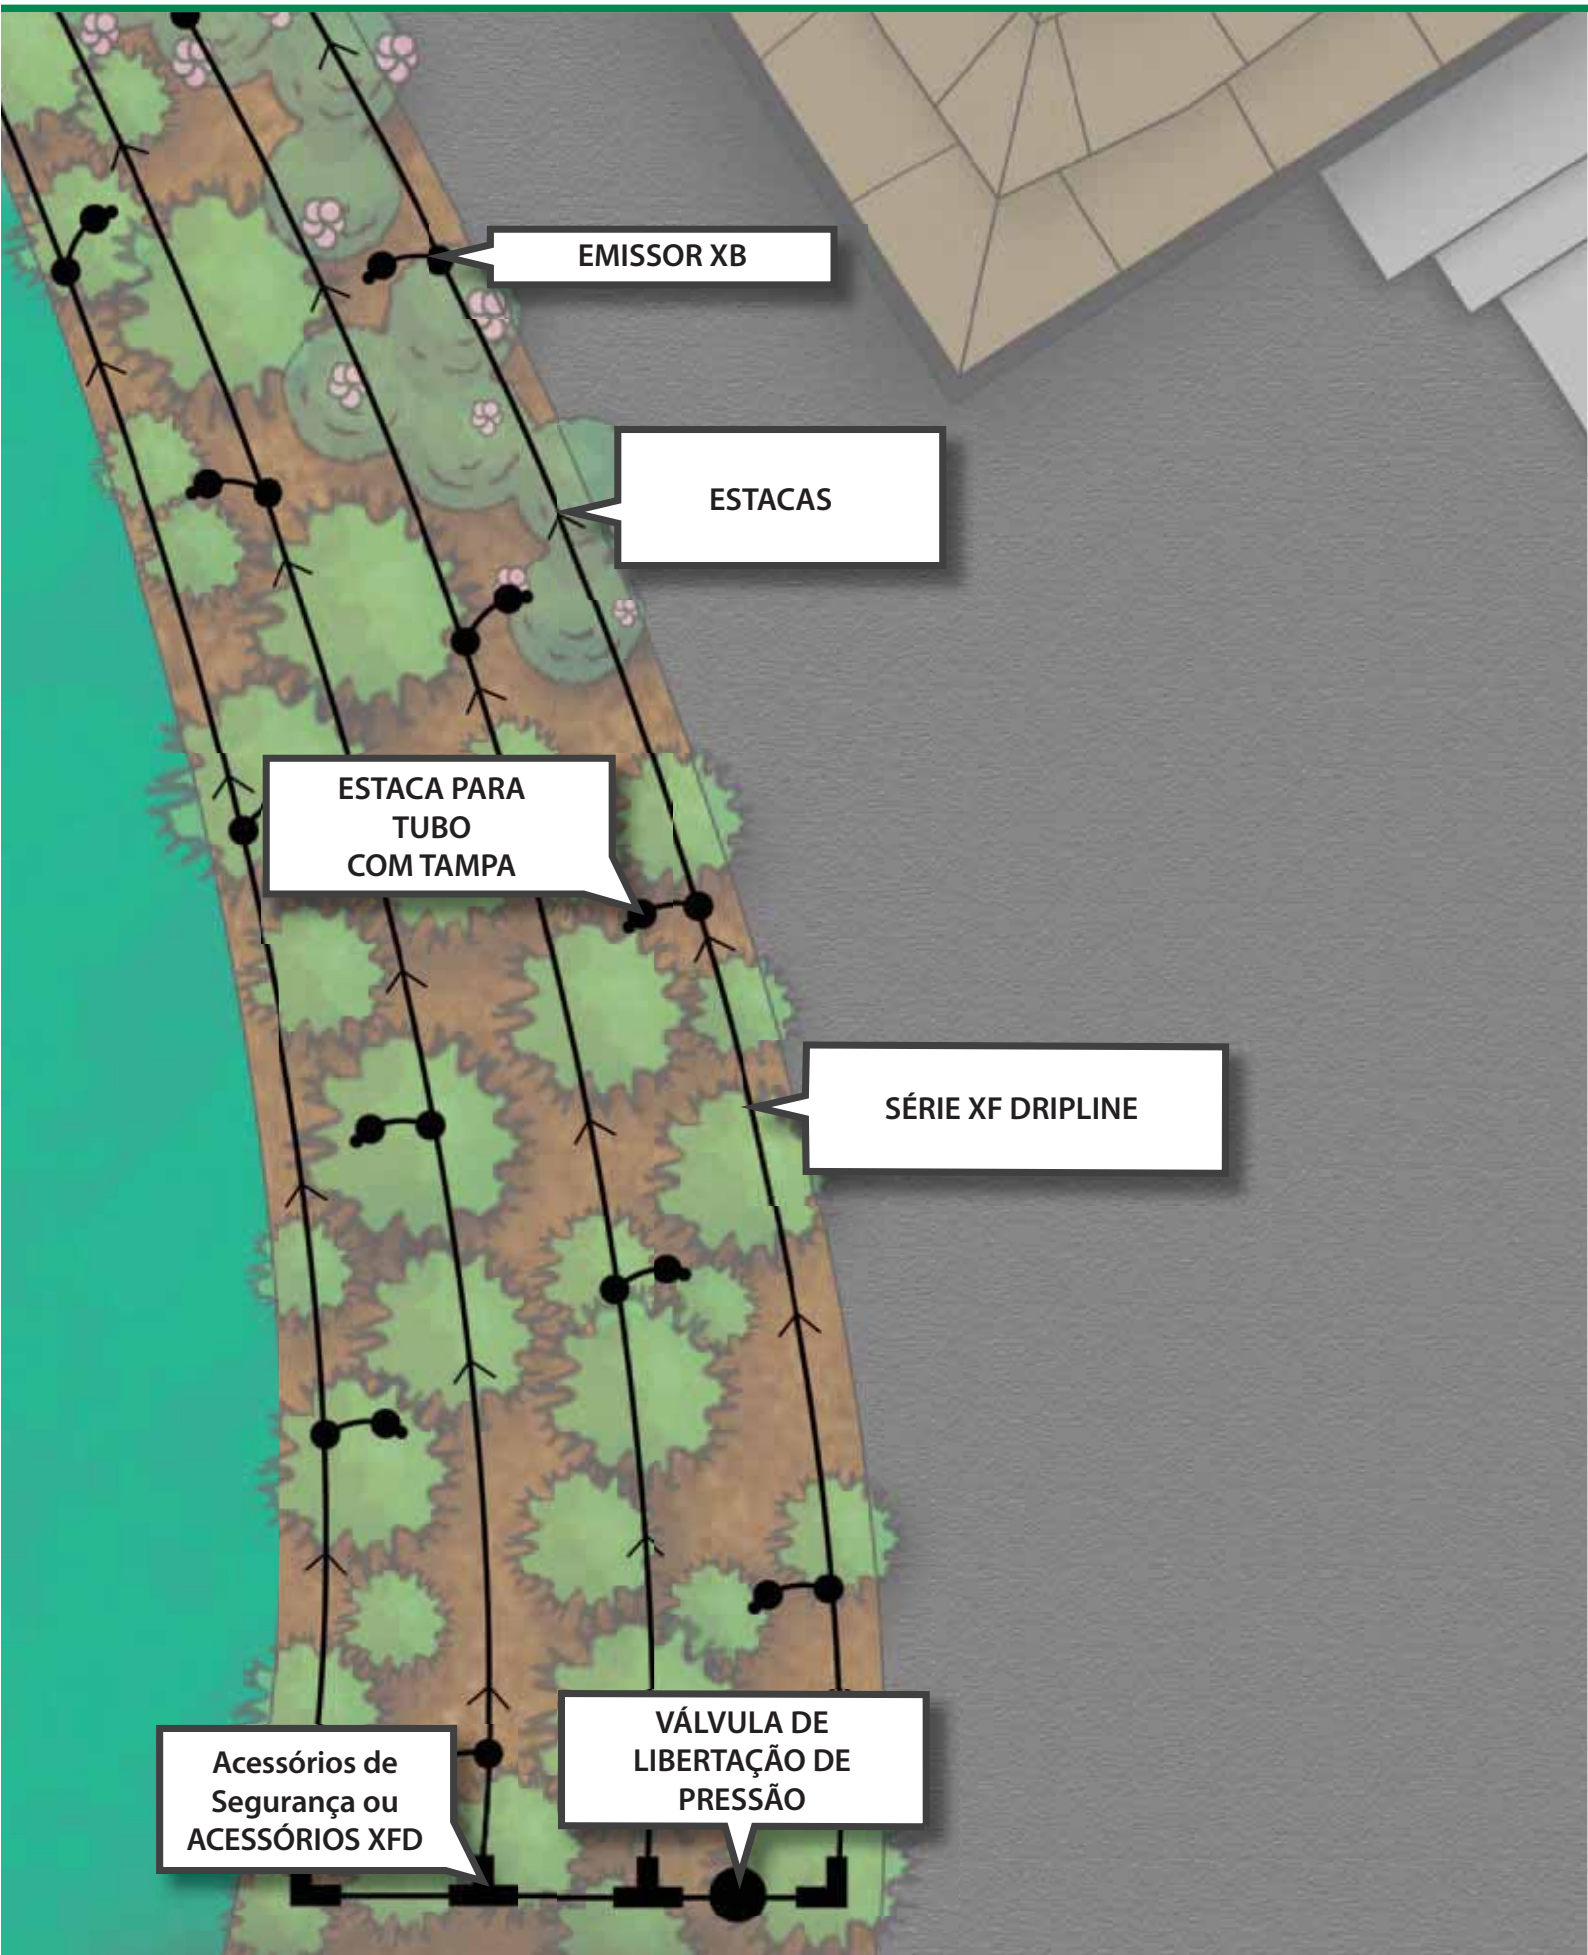 EMISSOR XB
ESTACAS
ESTACA PARA
TUBO
COM TAMPA
SÉRIE XF DRIPLINE
VÁLVULA DE
LIBERTAÇÃO DE
PRESSÃO
Acessórios de
Segurança ou
ACESSÓRIOS XFD